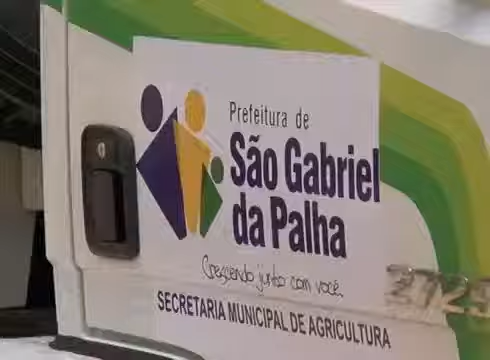 Prefeitura de
São Gabriel
da Palha
Crescendo junto com você.
SECRETARIA MUNICIPAL DE AGRICULTURA